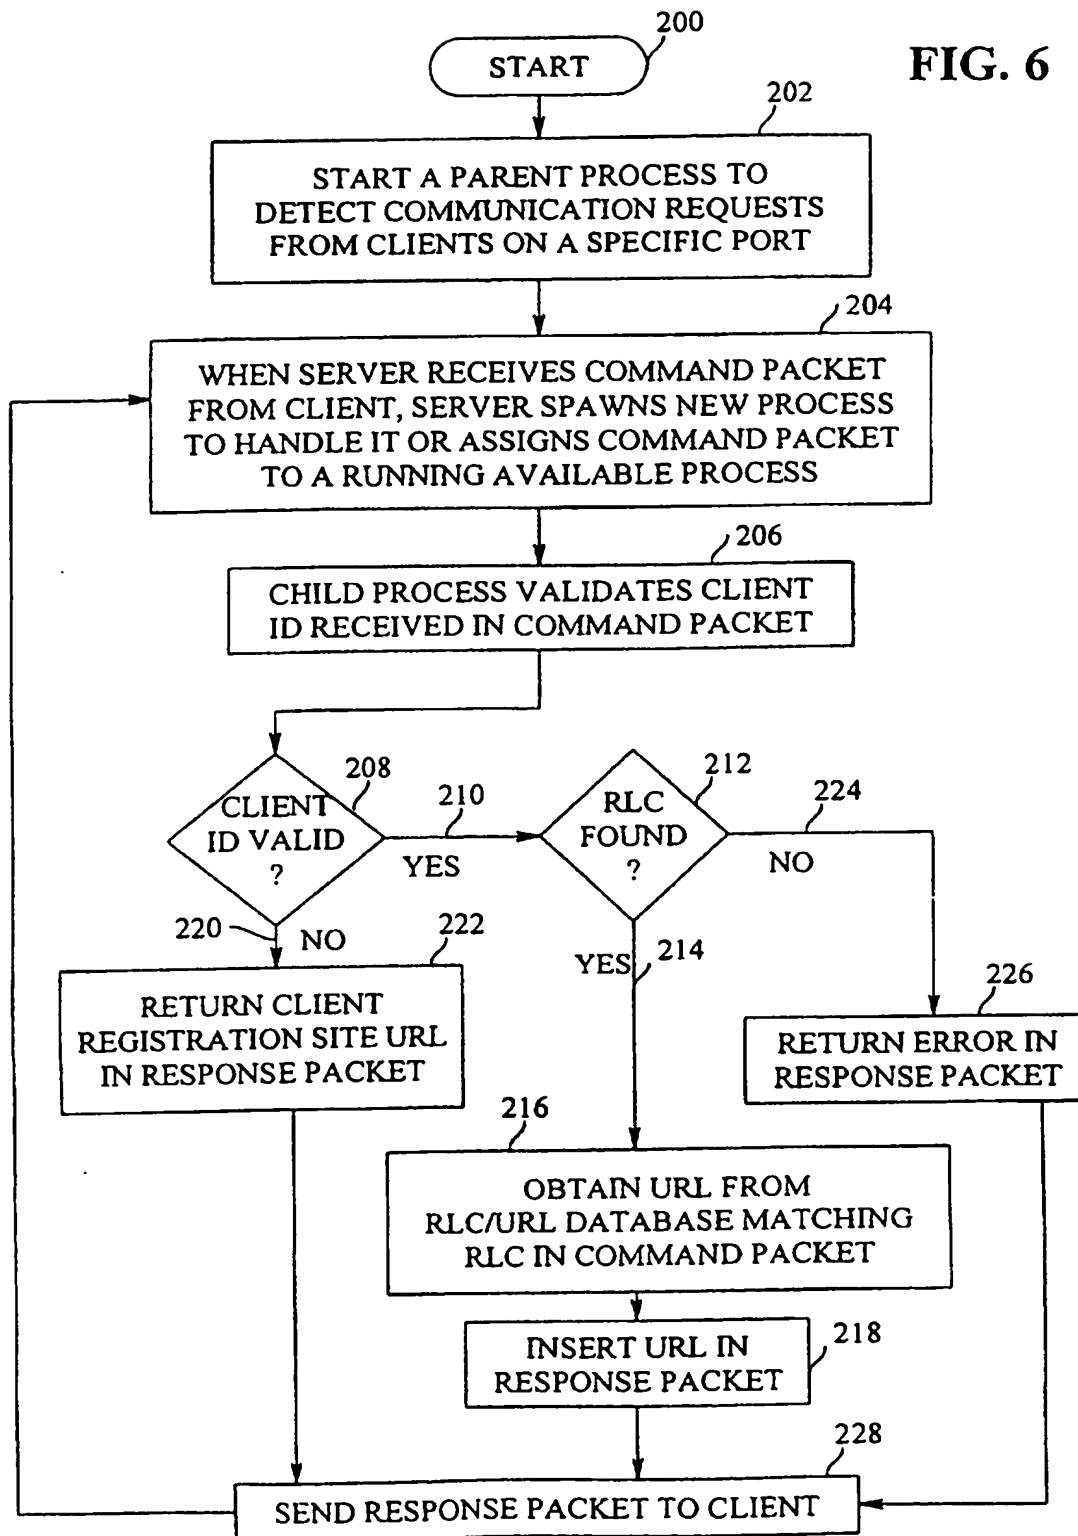 200
START
FIG. 6
202
START A PARENT PROCESS TO
DETECT COMMUNICATION REQUESTS
FROM CLIENTS ON A SPECIFIC PORT
204
WHEN SERVER RECEIVES COMMAND PACKET
FROM CLIENT, SERVER SPAWNS NEW PROCESS
TO HANDLE IT OR ASSIGNS COMMAND PACKET
TO A RUNNING AVAILABLE PROCESS
206
CHILD PROCESS VALIDATES CLIENT
ID RECEIVED IN COMMAND PACKET
208
CLIENT
ID VALID
?
210
YES
212
RLC
FOUND
?
224
NO
220
NO
222
RETURN CLIENT
REGISTRATION SITE URL
IN RESPONSE PACKET
YES
214
226
RETURN ERROR IN
RESPONSE PACKET
216
OBTAIN URL FROM
RLC/URL DATABASE MATCHING
RLC IN COMMAND PACKET
INSERT URL IN
RESPONSE PACKET
218
228
SEND RESPONSE PACKET TO CLIENT